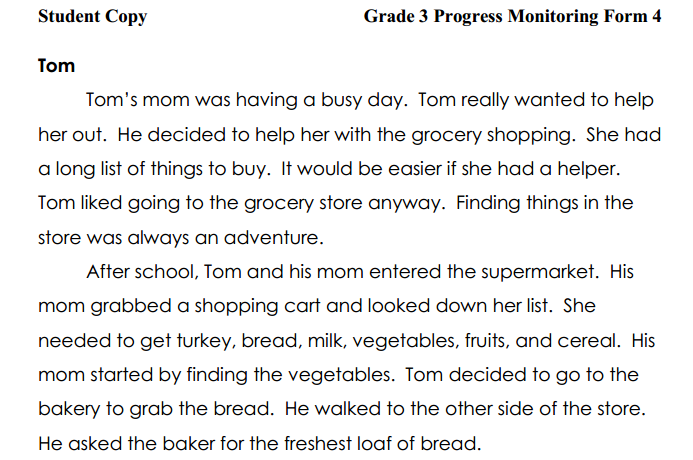 Student Copy Grade 3 Progress Monitoring Form 4
Tom
Tom's mom was having a busy day. Tom really wanted to help
her out. He decided to help her with the grocery shopping. She had
a long list of things to buy. It would be easier if she had a helper.
Tom liked going to the grocery store anyway. Finding things in the
store was always an adventure.
After school, Tom and his mom entered the supermarket. His
mom grabbed a shopping cart and looked down her list. She
needed to get turkey, bread, milk, vegetables, fruits, and cereal. His
mom started by finding the vegetables. Tom decided to go to the
bakery to grab the bread. He walked to the other side of the store.
He asked the baker for the freshest loaf of bread.